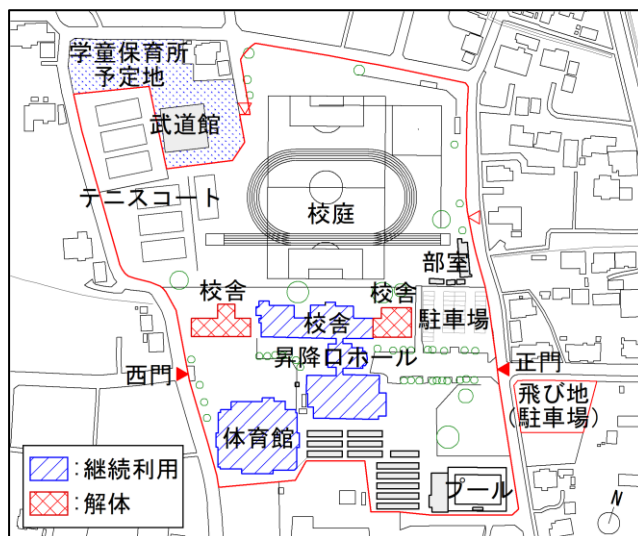 学童保育所
予定地
武道館
テニスコート
校庭
部室
校舎
校舎
校舎
駐車場
昇降口ホール
西門
正門
飛び地
(駐車場)
体育館
プール
:継続利用
:解体
N